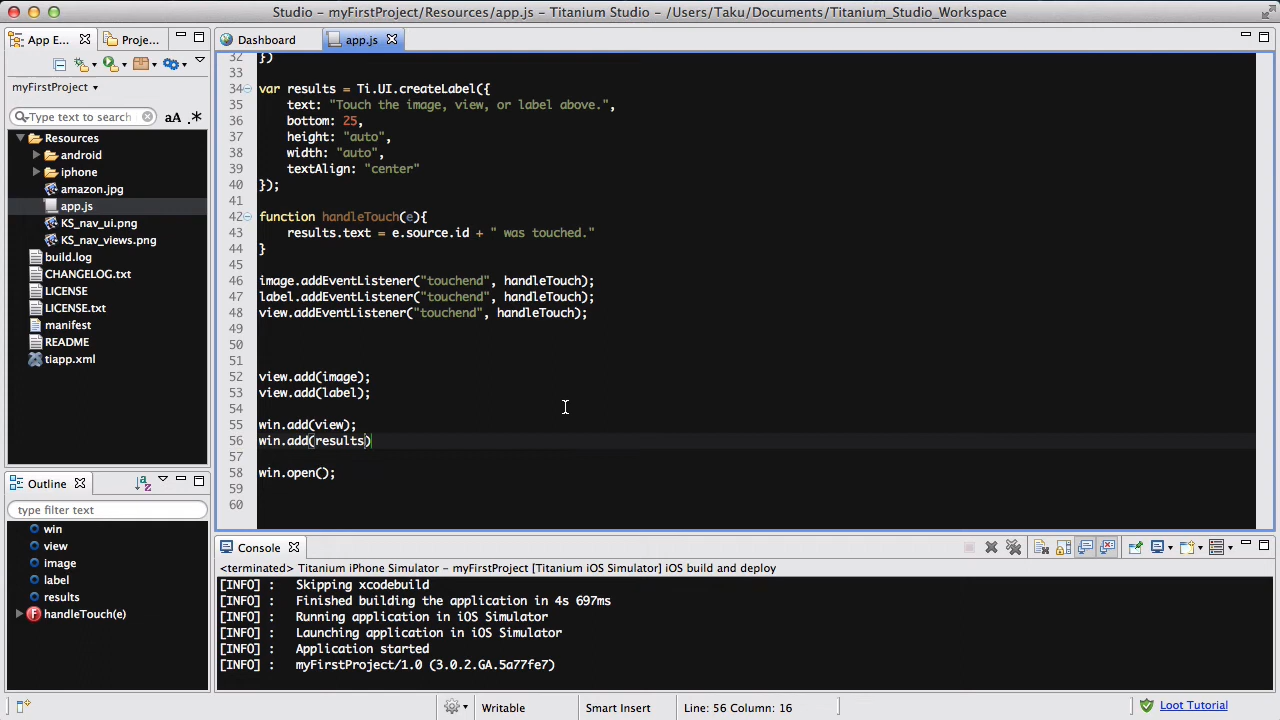 Studio - myFirstProject/Resources/app.js - Titanium Studio - /Users/Taku/Documents/Titanium_Studio_Workspace
App E...
Proje...
Dashboard
app.js
myFirstProject
Type text to search
aA .*
Resources
android
iphone
amazon.jpg
app.js
KS_nav_ui.png
KS_nav_views.png
build.log
CHANGELOG.txt
LICENSE
LICENSE.txt
manifest
README
tiapp.xml
32 })
33
34 var results = Ti.UI.createLabel({
35 text: "Touch the image, view, or label above.",
36 bottom: 25,
37 height: "auto",
38 width: "auto",
39 textAlign: "center"
40 });
41
42 function handleTouch(e){
43 results.text = e.source.id + " was touched."
44 }
45
46 image.addEventListener("touchend", handleTouch);
47 label.addEventListener("touchend", handleTouch);
48 view.addEventListener("touchend", handleTouch);
49
50
51
52 view.add(image);
53 view.add(label);
54
55 win.add(view);
56 win.add(results)
57
58 win.open();
59
60
Outline
type filter text
win
view
image
label
results
F handleTouch(e)
Console
<terminated> Titanium iPhone Simulator - myFirstProject [Titanium iOS Simulator] iOS build and deploy
[INFO] : Skipping xcodebuild
[INFO] : Finished building the application in 4s 697ms
[INFO] : Running application in iOS Simulator
[INFO] : Launching application in iOS Simulator
[INFO] : Application started
[INFO] : myFirstProject/1.0 (3.0.2.GA.5a77fe7)
Writable
Smart Insert
Line: 56 Column: 16
Loot Tutorial